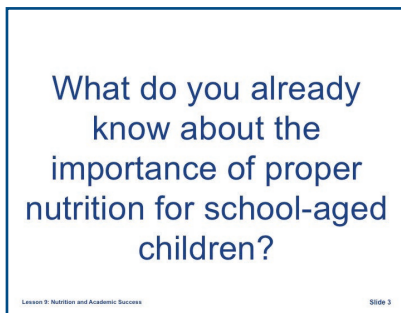 What do you already
know about the
importance of proper
nutrition for school-aged
children?
Lesson 9: Nutrition and Academic Success
Slide 3